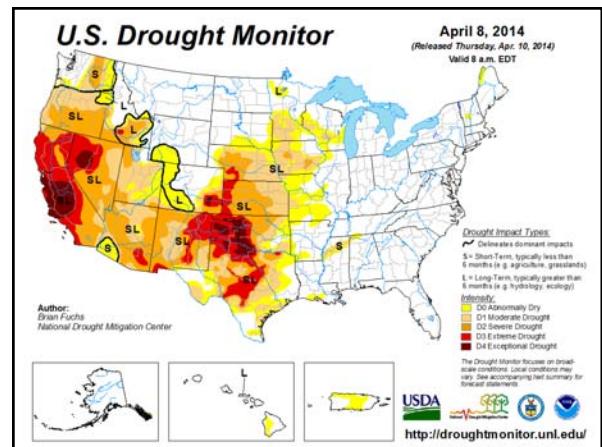 U.S. Drought Monitor
April 8, 2014
(Released Thursday, Apr. 10, 2014)
Valid 8 a.m. EDT
S
L
L
SL
L
SL
SL
L
SL
SL
SL
S
SL
S
SL
Drought Impact Types:
Delineates dominant impacts
S = Short-Term, typically less than
6 months (e.g. agriculture, grasslands)
L = Long-Term, typically greater than
6 months (e.g. hydrology, ecology)
Intensity:
D0 Abnormally Dry
D1 Moderate Drought
D2 Severe Drought
D3 Extreme Drought
D4 Exceptional Drought
Author:
Brian Fuchs
National Drought Mitigation Center
The Drought Monitor focuses on broad-
scale conditions. Local conditions may
vary. See accompanying text summary for
forecast statements.
L
USDA
http://droughtmonitor.unl.edu/